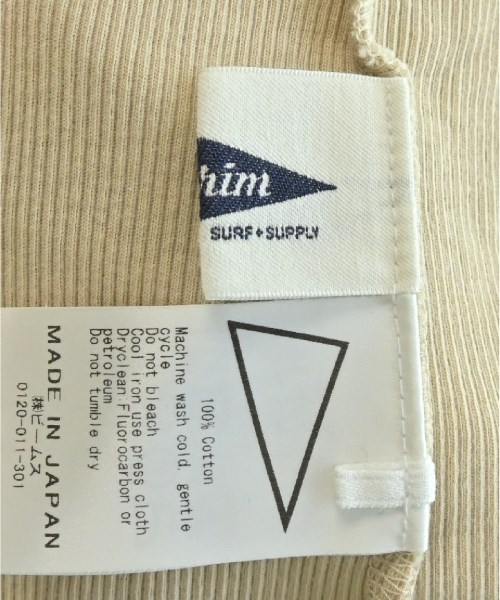 him
SURF + SUPPLY
100% Cotton
Machine wash cold, gentle
cycle
Do not bleach
Cool iron use press cloth
Dryclean:Fluorocarbon or
petroleum
Do not tumble dry
MADE IN JAPAN
(株)ビームス
0120-011-301